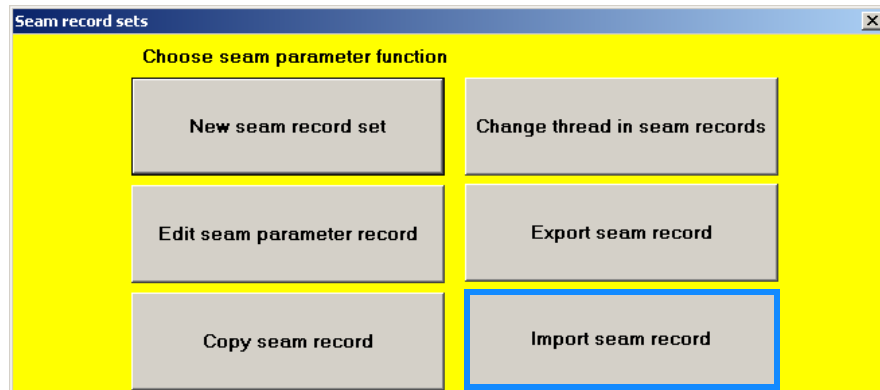 Seam record sets
Choose seam parameter function
New seam record set
Change thread in seam records
Edit seam parameter record
Export seam record
Copy seam record
Import seam record